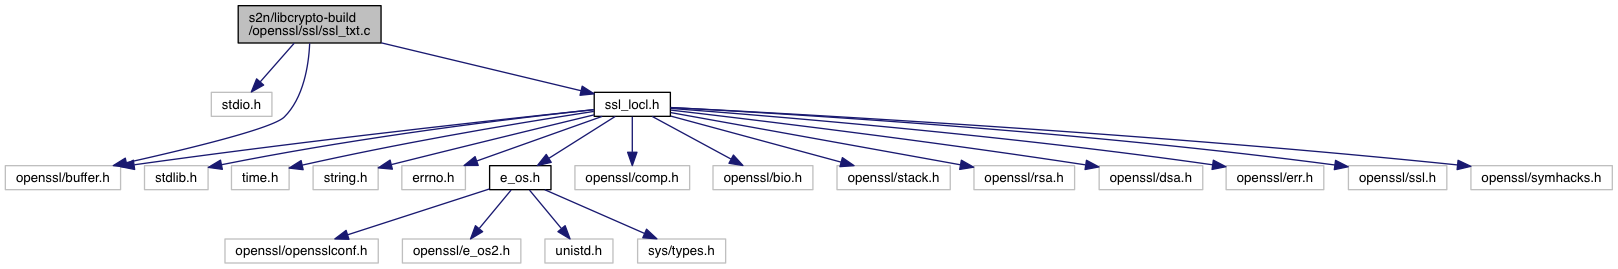 s2n/libcrypto-build
/openssl/ssl/ssl_txt.c
stdio.h
ssl_locl.h
openssl/buffer.h
stdlib.h
time.h
string.h
errno.h
e_os.h
openssl/comp.h
openssl/bio.h
openssl/stack.h
openssl/rsa.h
openssl/dsa.h
openssl/err.h
openssl/ssl.h
openssl/symhacks.h
openssl/opensslconf.h
openssl/e_os2.h
unistd.h
sys/types.h